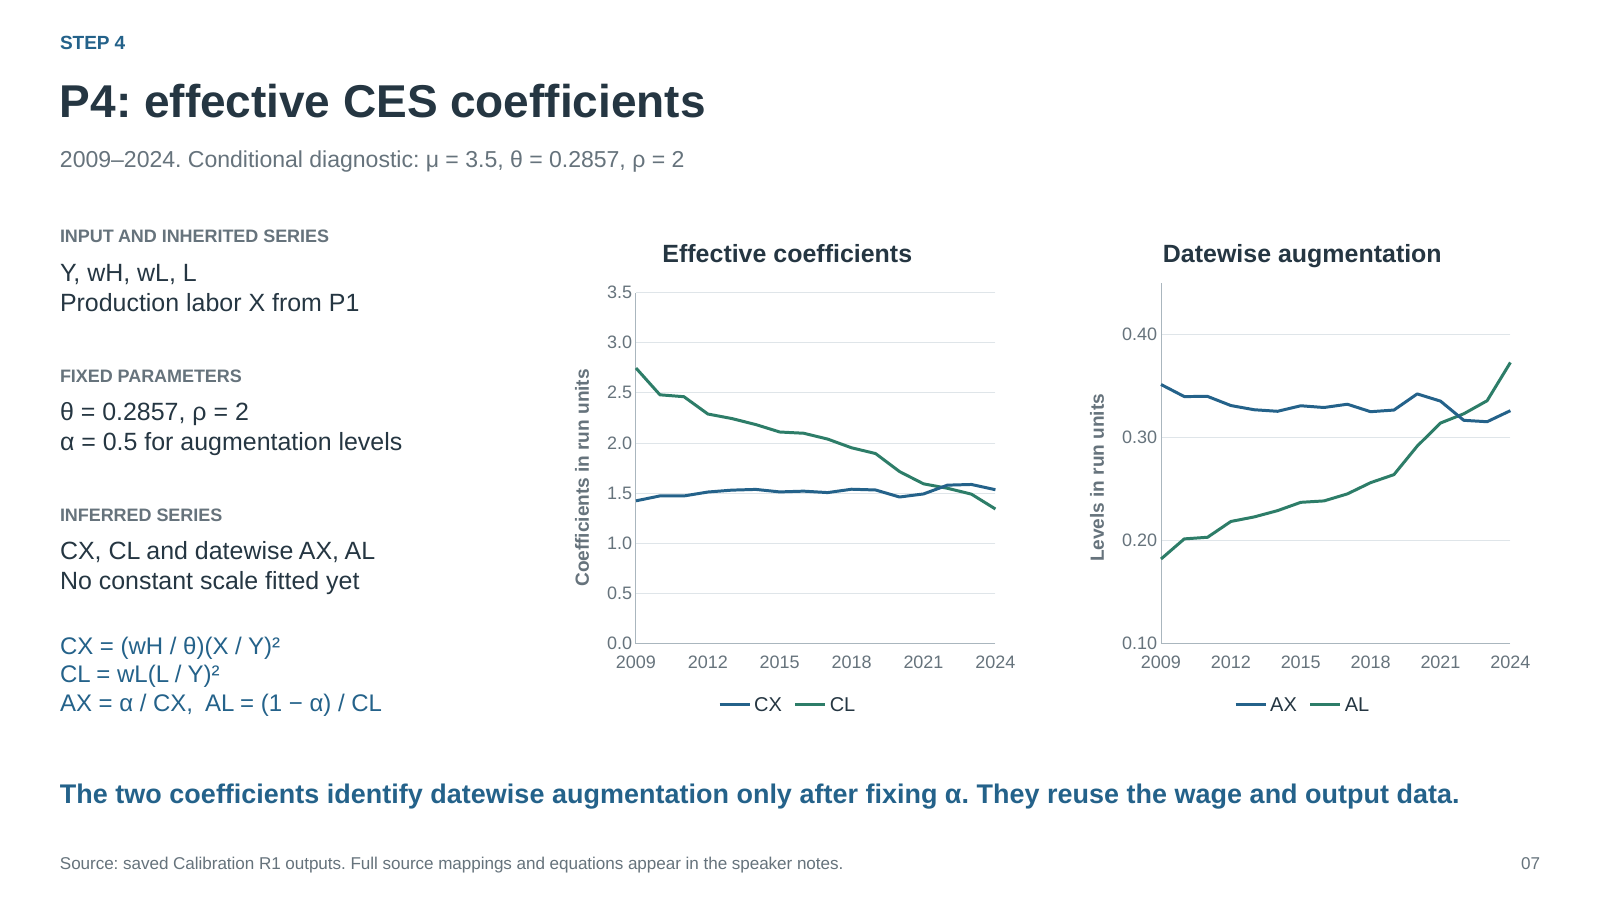 STEP 4
P4: effective CES coefficients
2009–2024. Conditional diagnostic: μ = 3.5, θ = 0.2857, ρ = 2
INPUT AND INHERITED SERIES
Y, wH, wL, L
Production labor X from P1
FIXED PARAMETERS
θ = 0.2857, ρ = 2
α = 0.5 for augmentation levels
INFERRED SERIES
CX, CL and datewise AX, AL
No constant scale fitted yet
CX = (wH / θ)(X / Y)²
CL = wL(L / Y)²
AX = α / CX,  AL = (1 − α) / CL
Effective coefficients
Coefficients in run units
3.5
3.0
2.5
2.0
1.5
1.0
0.5
0.0
2009 2012 2015 2018 2021 2024
CX CL
Datewise augmentation
Levels in run units
0.40
0.30
0.20
0.10
2009 2012 2015 2018 2021 2024
AX AL
The two coefficients identify datewise augmentation only after fixing α. They reuse the wage and output data.
Source: saved Calibration R1 outputs. Full source mappings and equations appear in the speaker notes.
07